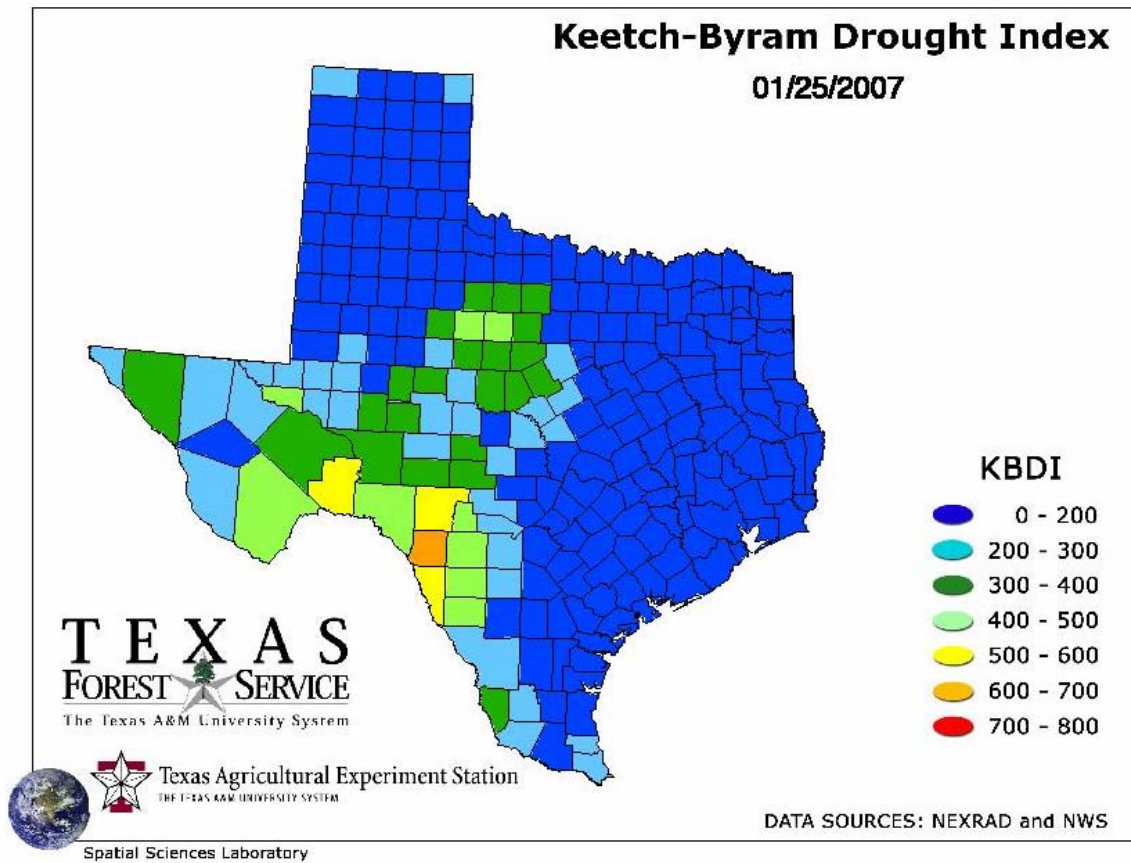 Keetch-Byram Drought Index
01/25/2007
KBDI
0 - 200
200 - 300
300 - 400
400 - 500
500 - 600
600 - 700
700 - 800
TEXAS
FOREST SERVICE
The Texas A&M University System
Texas Agricultural Experiment Station
THE TEXAS A&M UNIVERSITY SYSTEM
DATA SOURCES: NEXRAD and NWS
Spatial Sciences Laboratory